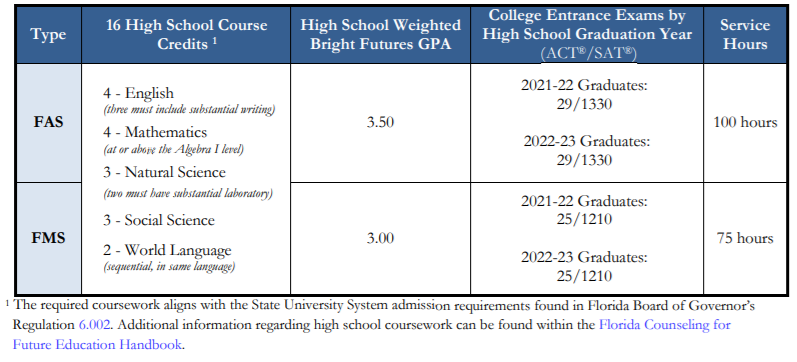 Type
16 High School Course
Credits ¹
High School Weighted
Bright Futures GPA
College Entrance Exams by
High School Graduation Year
(ACT®/SAT®)
Service
Hours
FAS
4 - English
(three must include substantial writing)
4 - Mathematics
(at or above the Algebra I level)
3 - Natural Science
(two must have substantial laboratory)
3 - Social Science
2 - World Language
(sequential, in same language)
3.50
2021-22 Graduates:
29/1330
2022-23 Graduates:
29/1330
100 hours
FMS
3.00
2021-22 Graduates:
25/1210
2022-23 Graduates:
25/1210
75 hours
¹ The required coursework aligns with the State University System admission requirements found in Florida Board of Governor's
Regulation 6.002. Additional information regarding high school coursework can be found within the Florida Counseling for
Future Education Handbook.